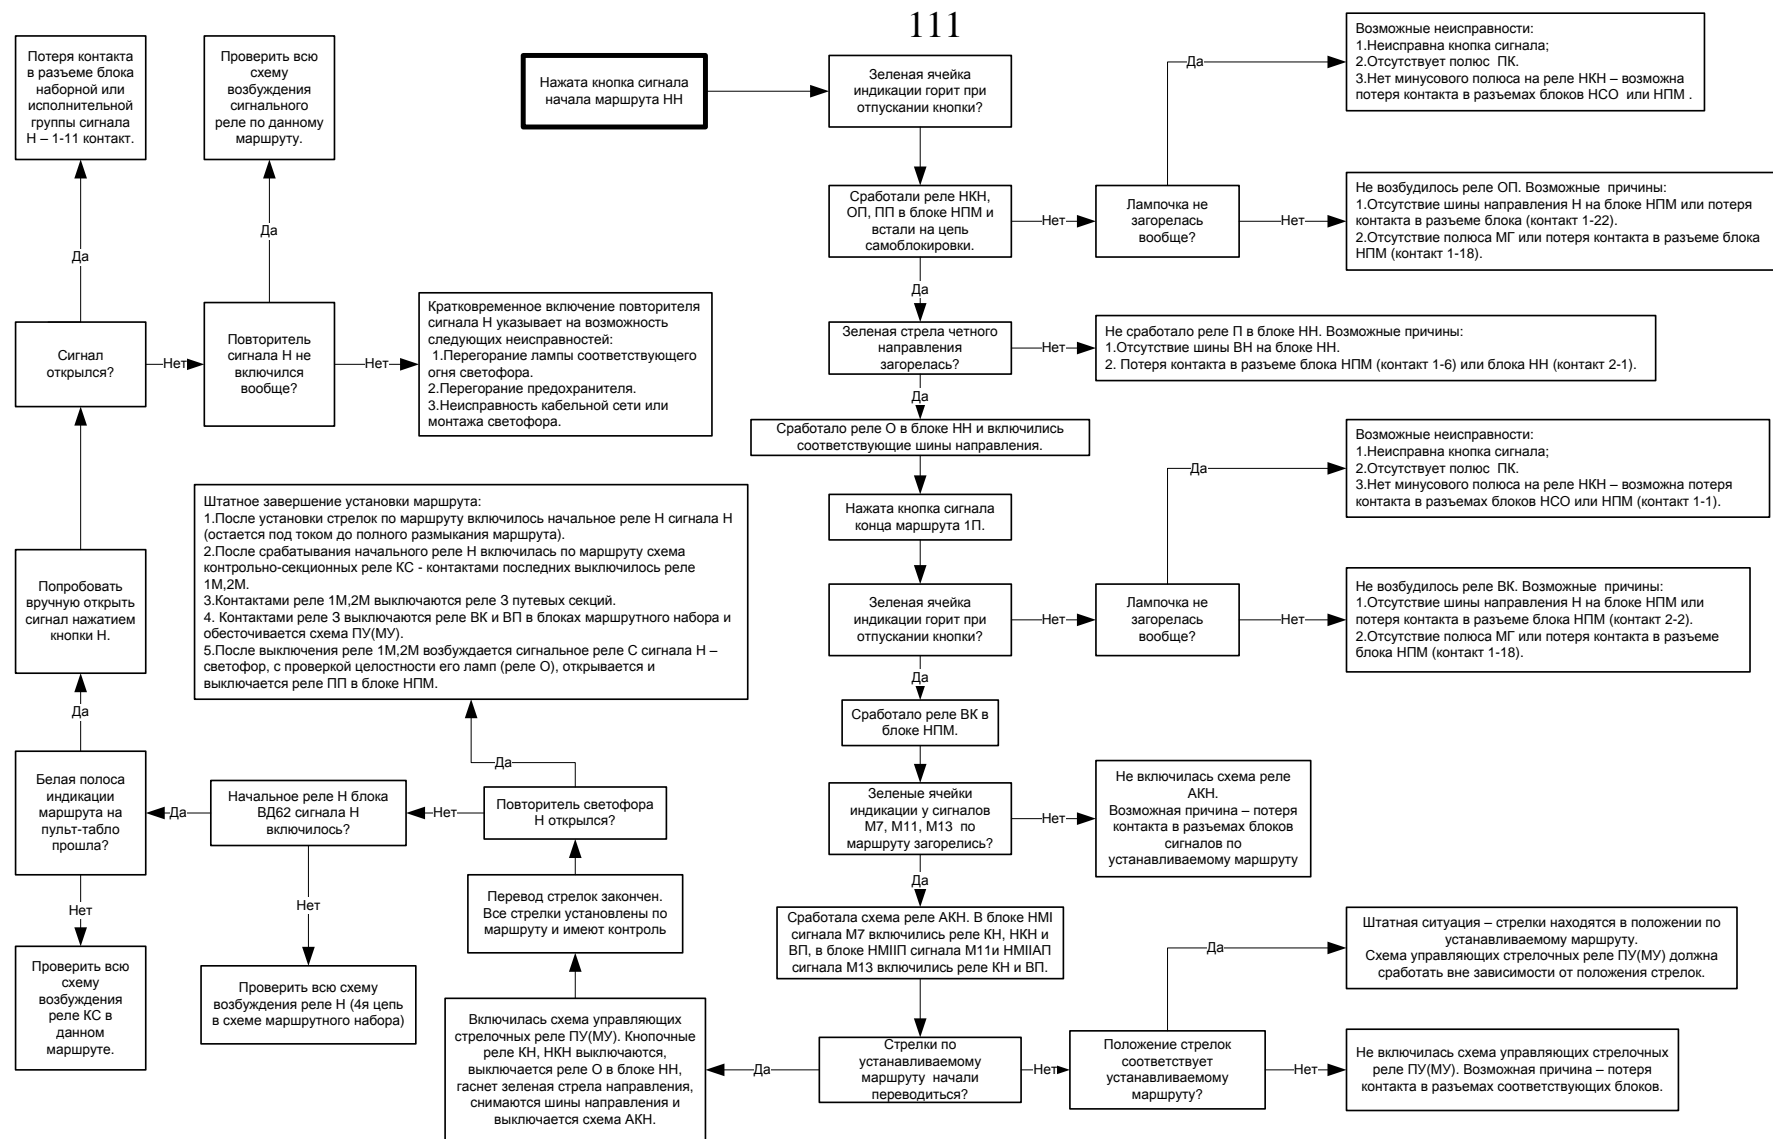 111
Потеря контакта
в разъеме блока
наборной или
исполнительной
группы сигнала
Н – 1-11 контакт.
Проверить всю
схему
возбуждения
сигнального
реле по данному
маршруту.
Нажата кнопка сигнала
начала маршрута НН
Зеленая ячейка
индикации горит при
отпускании кнопки?
Да
Возможные неисправности:
1.Неисправна кнопка сигнала;
2.Отсутствует полюс ПК.
3.Нет минусового полюса на реле НКН – возможна
потеря контакта в разъемах блоков НСО или НПМ .
Сработали реле НКН,
ОП, ПП в блоке НПМ и
встали на цепь
самоблокировки.
Нет
Лампочка не
загорелась
вообще?
Нет
Не возбудилось реле ОП. Возможные причины:
1.Отсутствие шины направления Н на блоке НПМ или потеря
контакта в разъеме блока (контакт 1-22).
2.Отсутствие полюса МГ или потеря контакта в разъеме блока
НПМ (контакт 1-18).
Да
Да
Да
Сигнал
открылся?
Нет
Повторитель
сигнала Н не
включился
вообще?
Нет
Кратковременное включение повторителя
сигнала Н указывает на возможность
следующих неисправностей:
1.Перегорание лампы соответствующего
огня светофора.
2.Перегорание предохранителя.
3.Неисправность кабельной сети или
монтажа светофора.
Зеленая стрела четного
направления
загорелась?
Нет
Не сработало реле П в блоке НН. Возможные причины:
1.Отсутствие шины ВН на блоке НН.
2. Потеря контакта в разъеме блока НПМ (контакт 1-6) или блока НН (контакт 2-1).
Да
Сработало реле О в блоке НН и включились
соответствующие шины направления.
Нажата кнопка сигнала
конца маршрута 1П.
Да
Возможные неисправности:
1.Неисправна кнопка сигнала;
2.Отсутствует полюс ПК.
3.Нет минусового полюса на реле НКН – возможна потеря
контакта в разъемах блоков НСО или НПМ (контакт 1-1).
Штатное завершение установки маршрута:
1.После установки стрелок по маршруту включилось начальное реле Н сигнала Н
(остается под током до полного размыкания маршрута).
2.После срабатывания начального реле Н включилась по маршруту схема
контрольно-секционных реле КС - контактами последних выключилось реле
1М,2М.
3.Контактами реле 1М,2М выключаются реле З путевых секций.
4. Контактами реле З выключаются реле ВК и ВП в блоках маршрутного набора и
обесточивается схема ПУ(МУ).
5.После выключения реле 1М,2М возбуждается сигнальное реле С сигнала Н –
светофор, с проверкой целостности его ламп (реле О), открывается и
выключается реле ПП в блоке НПМ.
Попробовать
вручную открыть
сигнал нажатием
кнопки Н.
Зеленая ячейка
индикации горит при
отпускании кнопки?
Нет
Лампочка не
загорелась
вообще?
Нет
Не возбудилось реле ВК. Возможные причины:
1.Отсутствие шины направления Н на блоке НПМ или
потеря контакта в разъеме блока НПМ (контакт 2-2).
2.Отсутствие полюса МГ или потеря контакта в разъеме
блока НПМ (контакт 1-18).
Да
Да
Сработало реле ВК в
блоке НПМ.
Белая полоса
индикации
маршрута на
пульт-табло
прошла?
Да
Начальное реле Н блока
ВД62 сигнала Н
включилось?
Нет
Повторитель светофора
Н открылся?
Да
Зеленые ячейки
индикации у сигналов
М7, М11, М13 по
маршруту загорелись?
Нет
Не включилась схема реле
АКН.
Возможная причина – потеря
контакта в разъемах блоков
сигналов по
устанавливаемому маршруту
Да
Нет
Нет
Перевод стрелок закончен.
Все стрелки установлены по
маршруту и имеют контроль
Сработала схема реле АКН. В блоке НМI
сигнала М7 включились реле КН, НКН и
ВП, в блоке НМIIП сигнала М11и НМIIАП
сигнала М13 включились реле КН и ВП.
Да
Штатная ситуация – стрелки находятся в положении по
устанавливаемому маршруту.
Схема управляющих стрелочных реле ПУ(МУ) должна
сработать вне зависимости от положения стрелок.
Проверить всю
схему
возбуждения
реле КС в
данном
маршруте.
Проверить всю схему
возбуждения реле Н (4я цепь
в схеме маршрутного набора)
Включилась схема управляющих
стрелочных реле ПУ(МУ). Кнопочные
реле КН, НКН выключаются,
выключается реле О в блоке НН,
гаснет зеленая стрела направления,
снимаются шины направления и
выключается схема АКН.
Да
Стрелки по
устанавливаемому
маршруту начали
переводиться?
Нет
Положение стрелок
соответствует
устанавливаемому
маршруту?
Нет
Не включилась схема управляющих стрелочных
реле ПУ(МУ). Возможная причина – потеря
контакта в разъемах соответствующих блоков.